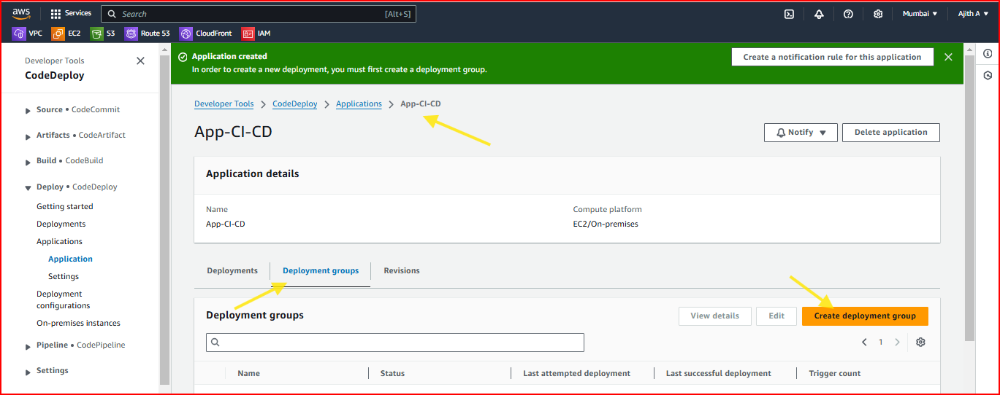 aws Services Search [Alt+S] Mumbai ▼ Ajith A ▼
VPC EC2 S3 Route 53 CloudFront IAM
Developer Tools
CodeDeploy
Source • CodeCommit
Artifacts • CodeArtifact
Build • CodeBuild
Deploy • CodeDeploy
Getting started
Deployments
Applications
Application
Settings
Deployment
configurations
On-premises instances
Pipeline • CodePipeline
Settings
Application created
In order to create a new deployment, you must first create a deployment group.
Create a notification rule for this application
Developer Tools > CodeDeploy > Applications > App-CI-CD
App-CI-CD
Notify ▼ Delete application
Application details
Name Compute platform
App-CI-CD EC2/On-premises
Deployments Deployment groups Revisions
Deployment groups View details Edit Create deployment group
< 1 >
Name Status Last attempted deployment Last successful deployment Trigger count